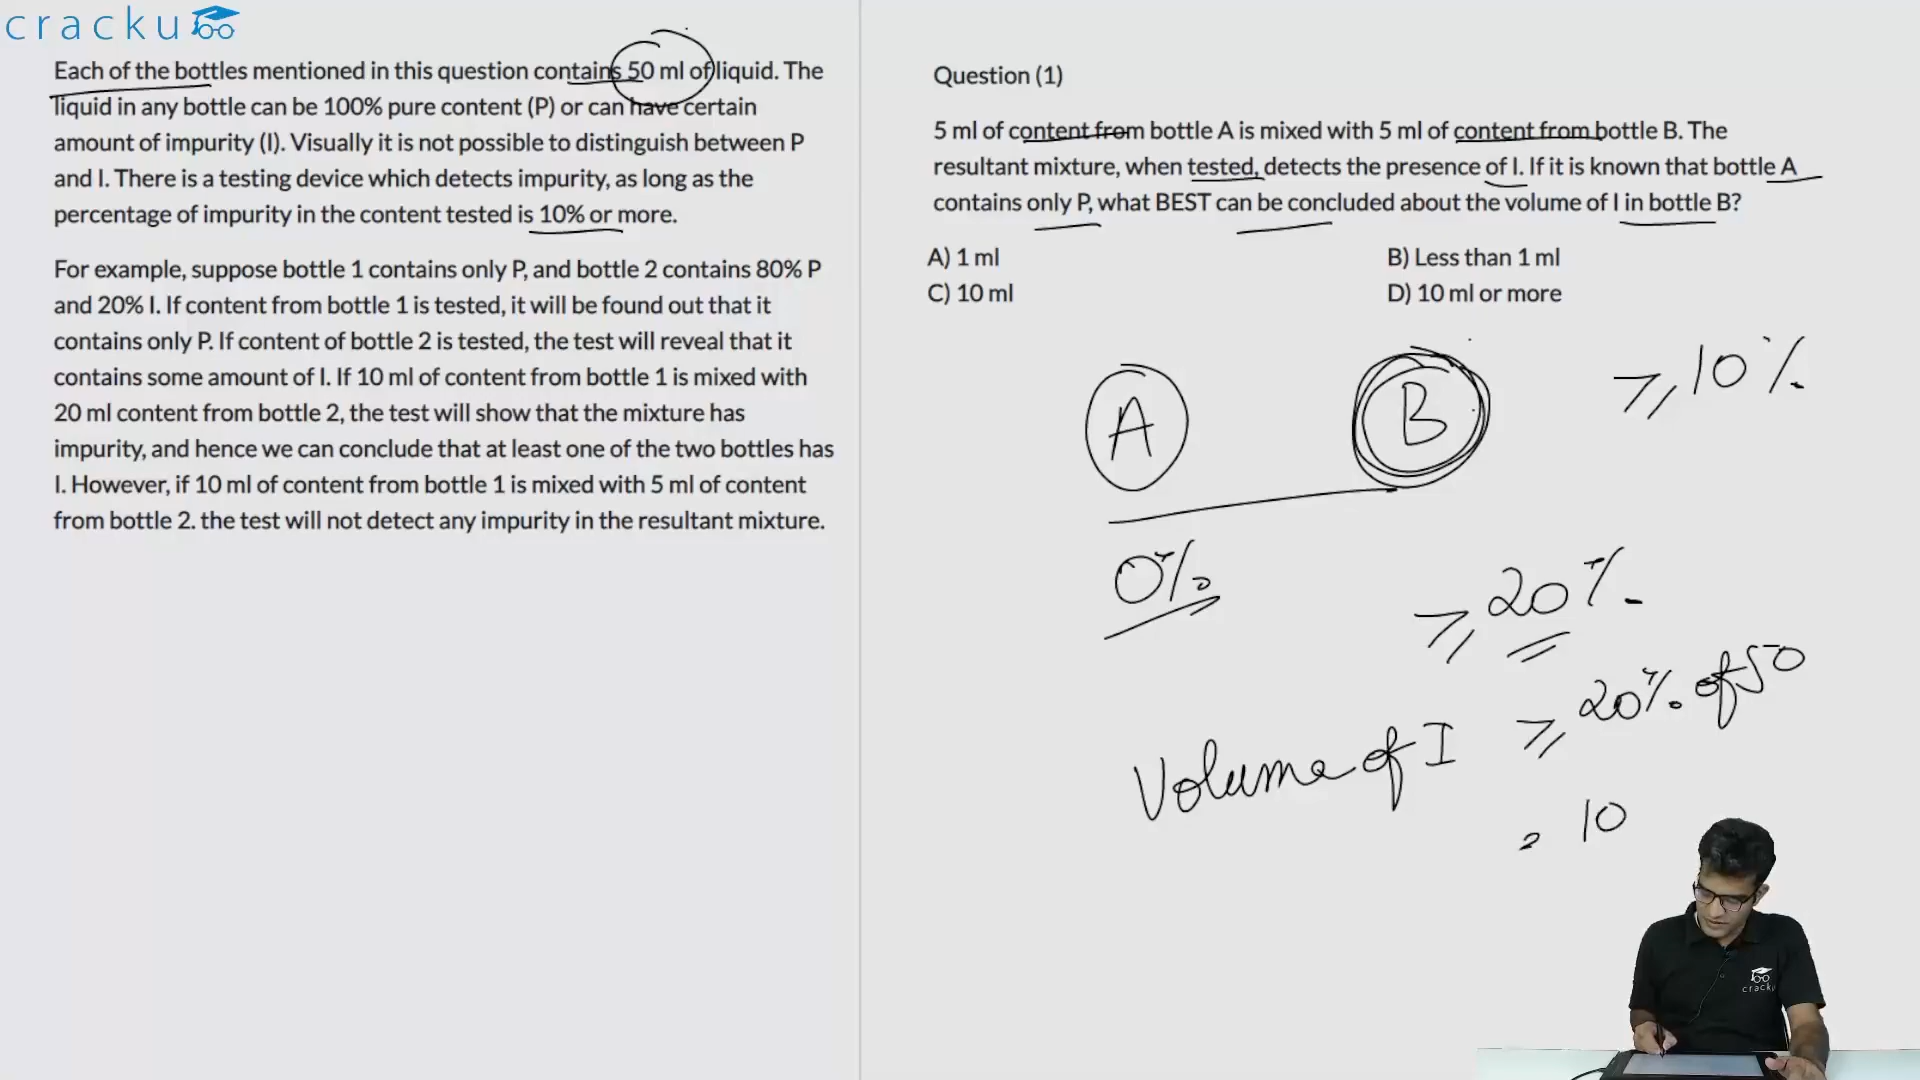 cracku
Each of the bottles mentioned in this question contains 50 ml of liquid. The
liquid in any bottle can be 100% pure content (P) or can have certain
amount of impurity (I). Visually it is not possible to distinguish between P
and I. There is a testing device which detects impurity, as long as the
percentage of impurity in the content tested is 10% or more.
For example, suppose bottle 1 contains only P, and bottle 2 contains 80% P
and 20% I. If content from bottle 1 is tested, it will be found out that it
contains only P. If content of bottle 2 is tested, the test will reveal that it
contains some amount of I. If 10 ml of content from bottle 1 is mixed with
20 ml content from bottle 2, the test will show that the mixture has
impurity, and hence we can conclude that at least one of the two bottles has
I. However, if 10 ml of content from bottle 1 is mixed with 5 ml of content
from bottle 2. the test will not detect any impurity in the resultant mixture.
Question (1)
5 ml of content from bottle A is mixed with 5 ml of content from bottle B. The
resultant mixture, when tested, detects the presence of I. If it is known that bottle A
contains only P, what BEST can be concluded about the volume of I in bottle B?
A) 1 ml
B) Less than 1 ml
C) 10 ml
D) 10 ml or more
A B ≥ 10%
0% ≥ 20%
Volume of I ≥ 20% of 50
= 10
cracku